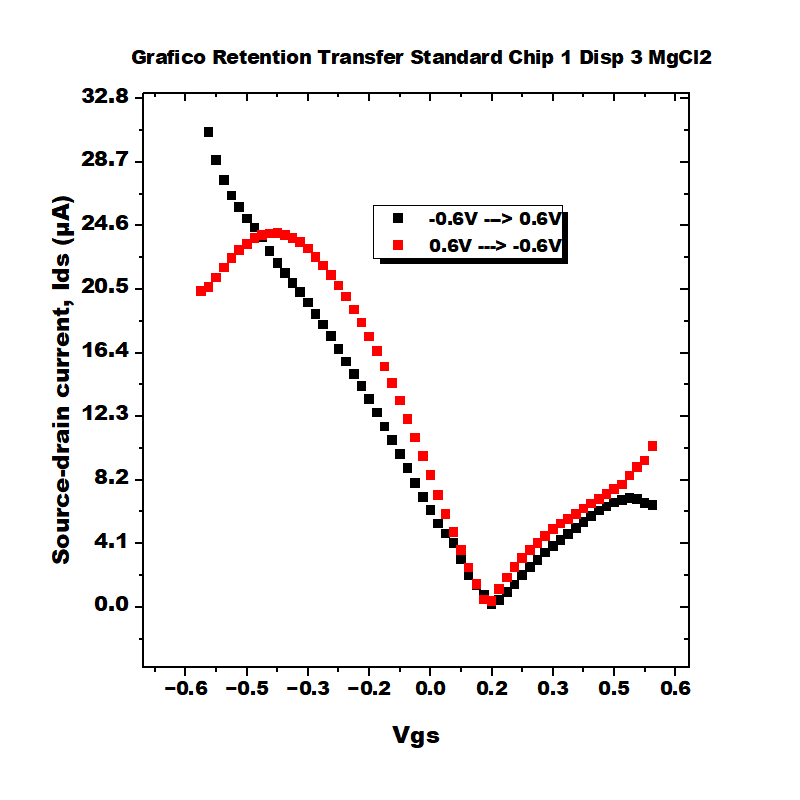 Grafico Retention Transfer Standard Chip 1 Disp 3 MgCl2
32.8
28.7
24.6
20.5
16.4
12.3
8.2
4.1
0.0
Source-drain current, Ids (µA)
-0.6V ---> 0.6V
0.6V ---> -0.6V
−0.6 −0.5 −0.3 −0.2 0.0 0.2 0.3 0.5 0.6
Vgs